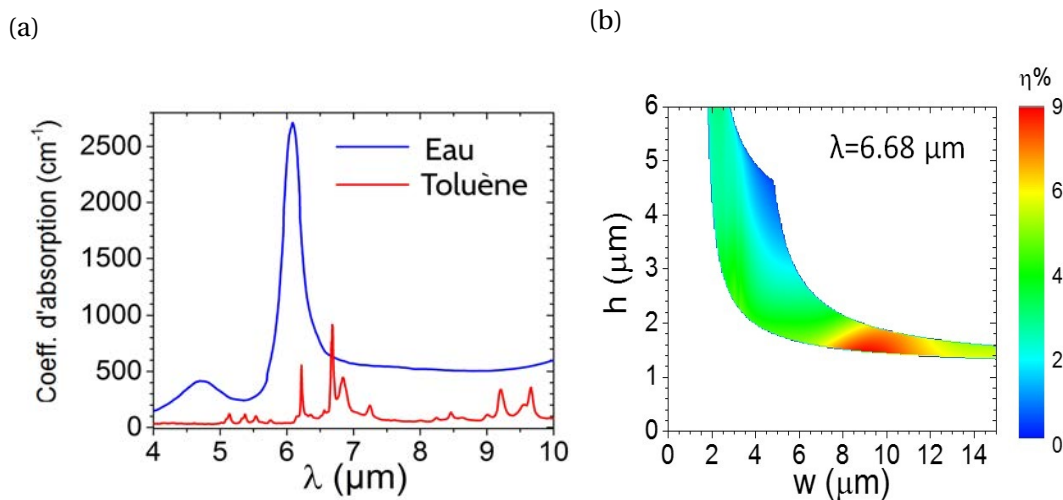 (a)
(b)
Coeff. d'absorption (cm⁻¹)
2500
2000
1500
1000
500
0
Eau
Toluène
4 5 6 7 8 9 10
λ (µm)
h (µm)
6
5
4
3
2
1
0
λ=6.68 µm
0 2 4 6 8 10 12 14
w (µm)
η%
9
6
3
0